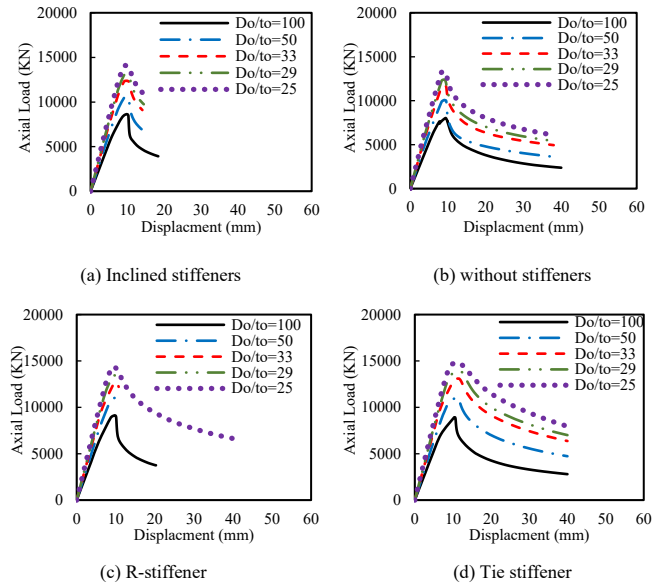 20000
15000
10000
5000
0
Axial Load (KN)
0 10 20 30 40 50 60
Displacment (mm)
Do/to=100
Do/to=50
Do/to=33
Do/to=29
Do/to=25
(a) Inclined stiffeners
20000
15000
10000
5000
0
Axial Load (KN)
0 10 20 30 40 50 60
Displacment (mm)
Do/to=100
Do/to=50
Do/to=33
Do/to=29
Do/to=25
(b) without stiffeners
20000
15000
10000
5000
0
Axial Load (KN)
0 10 20 30 40 50 60
Displacment (mm)
Do/to=100
Do/to=50
Do/to=33
Do/to=29
Do/to=25
(c) R-stiffener
20000
15000
10000
5000
0
Axial Load (KN)
0 10 20 30 40 50 60
Displacment (mm)
Do/to=100
Do/to=50
Do/to=33
Do/to=29
Do/to=25
(d) Tie stiffener